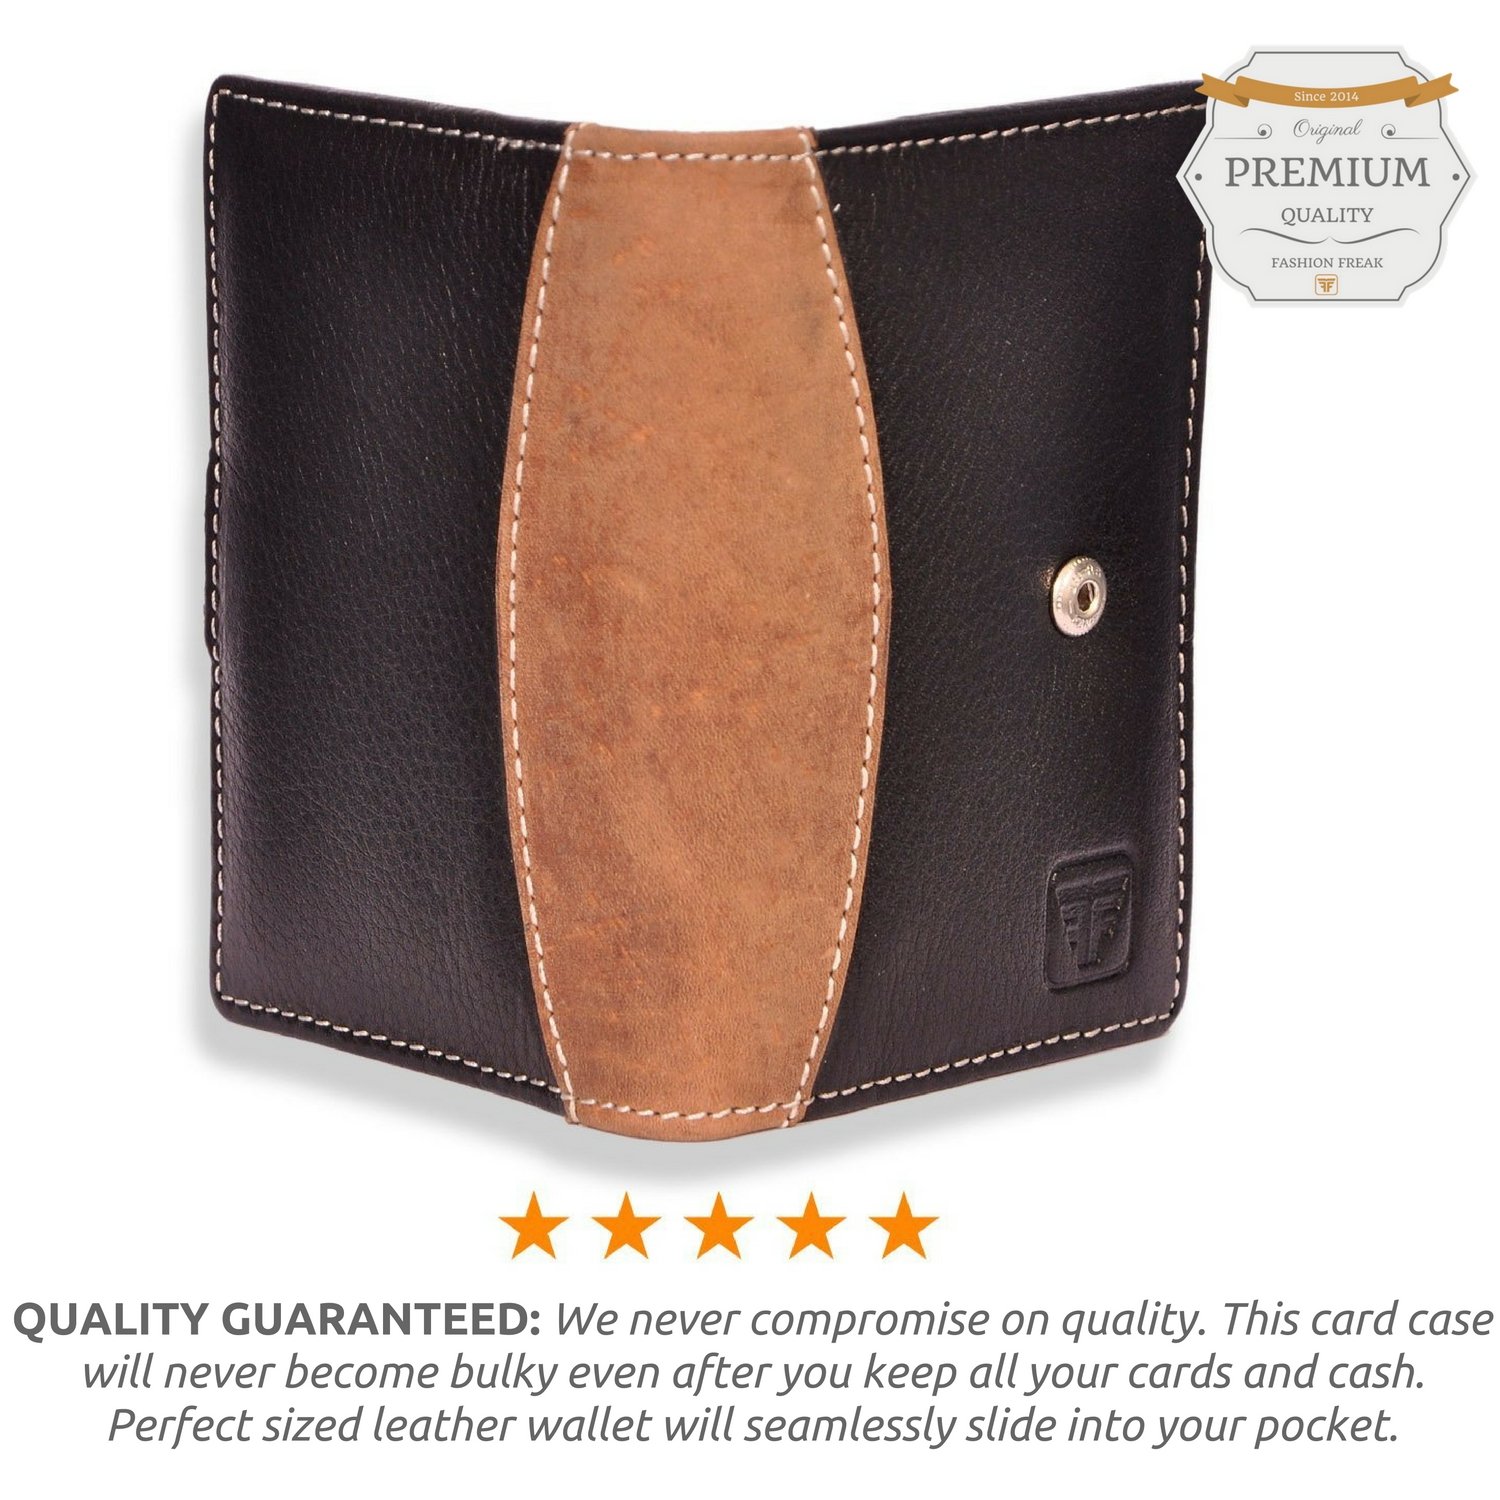 Since 2014
Original
PREMIUM
QUALITY
FASHION FREAK
FF
FF
QUALITY GUARANTEED: We never compromise on quality. This card case
will never become bulky even after you keep all your cards and cash.
Perfect sized leather wallet will seamlessly slide into your pocket.